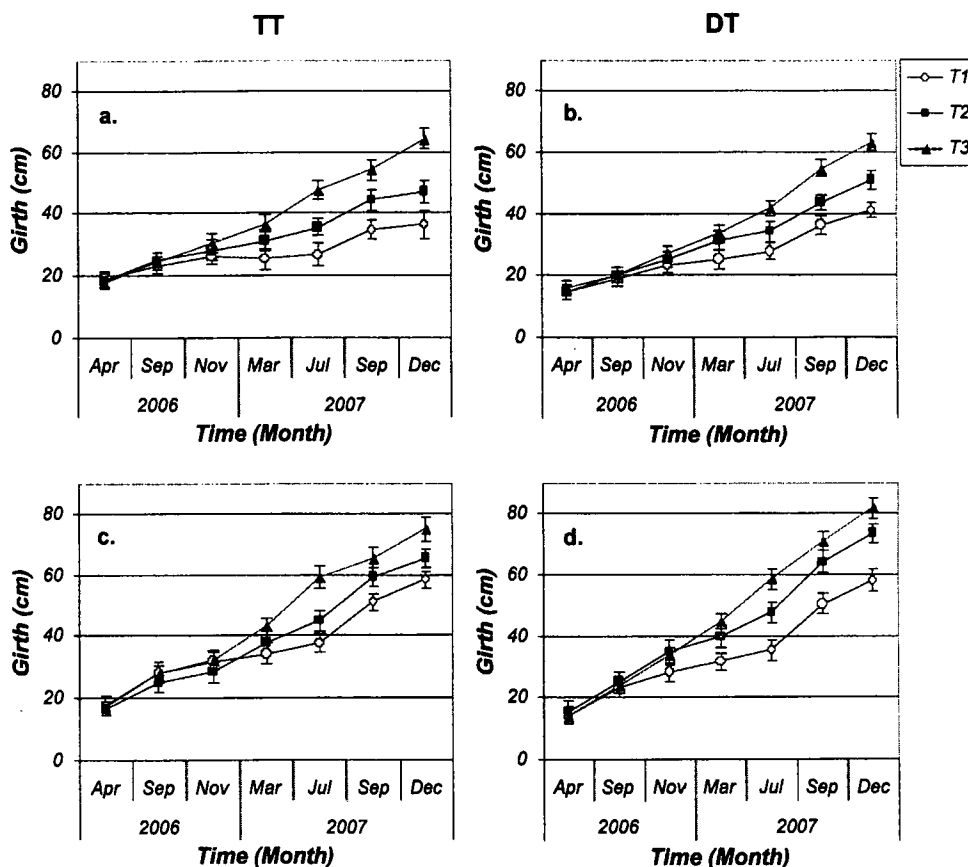 TT
DT
a.
Girth (cm)
80
60
40
20
0
Apr Sep Nov Mar Jul Sep Dec
2006 2007
Time (Month)
b.
Girth (cm)
80
60
40
20
0
Apr Sep Nov Mar Jul Sep Dec
2006 2007
Time (Month)
T1
T2
T3
c.
Girth (cm)
80
60
40
20
0
Apr Sep Nov Mar Jul Sep Dec
2006 2007
Time (Month)
d.
Girth (cm)
80
60
40
20
0
Apr Sep Nov Mar Jul Sep Dec
2006 2007
Time (Month)